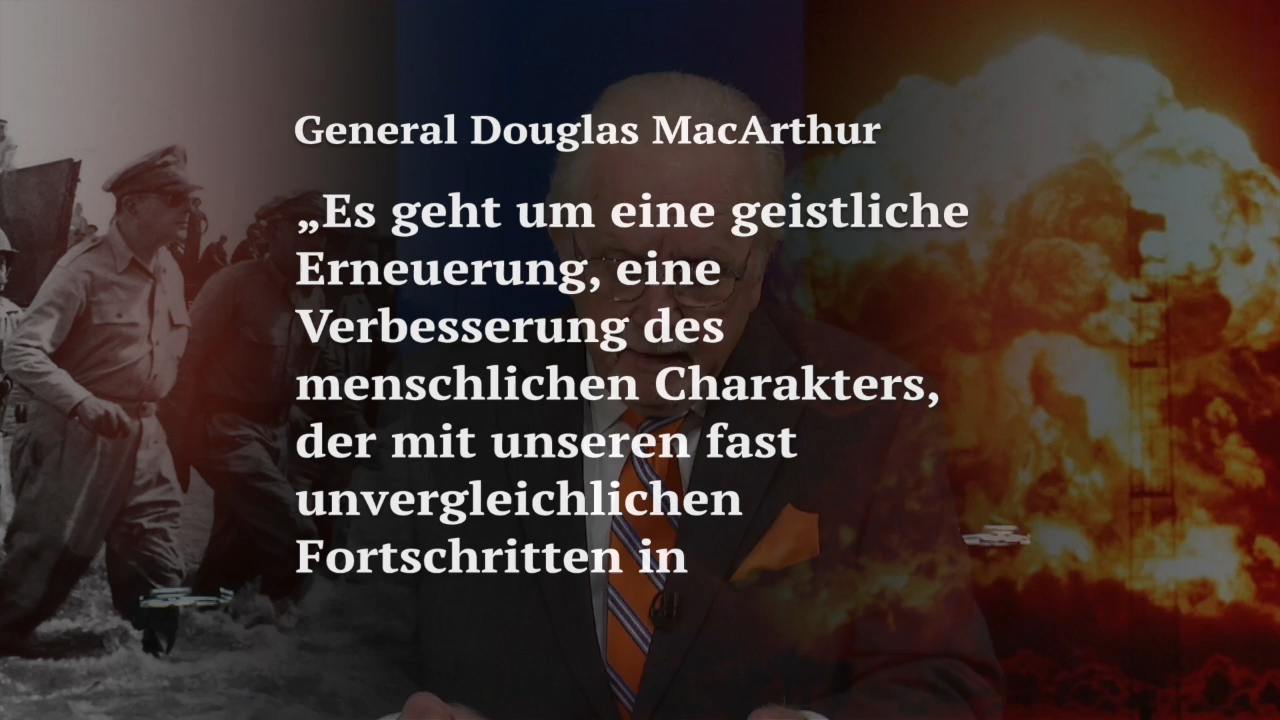 General Douglas MacArthur
„Es geht um eine geistliche
Erneuerung, eine
Verbesserung des
menschlichen Charakters,
der mit unseren fast
unvergleichlichen
Fortschritten in